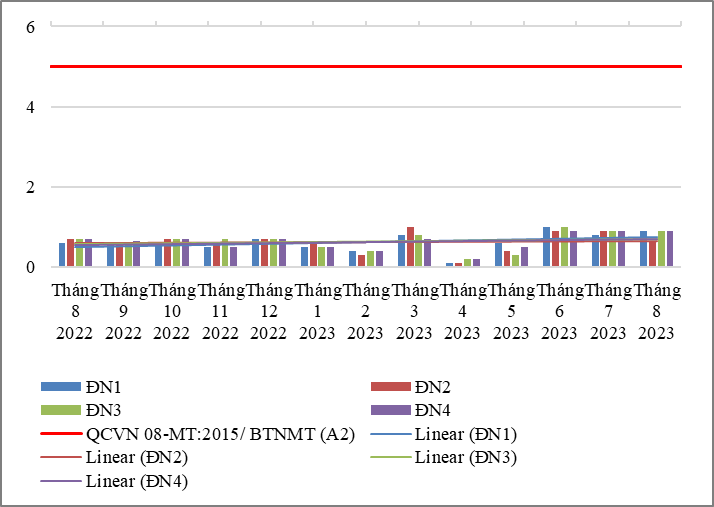 6
4
2
0
Tháng Tháng Tháng Tháng Tháng Tháng Tháng Tháng Tháng Tháng Tháng Tháng Tháng
8 9 10 11 12 1 2 3 4 5 6 7 8
2022 2022 2022 2022 2022 2023 2023 2023 2023 2023 2023 2023 2023
ĐN1 ĐN2
ĐN3 ĐN4
QCVN 08-MT:2015/ BTNMT (A2) Linear (ĐN1)
Linear (ĐN2) Linear (ĐN3)
Linear (ĐN4)